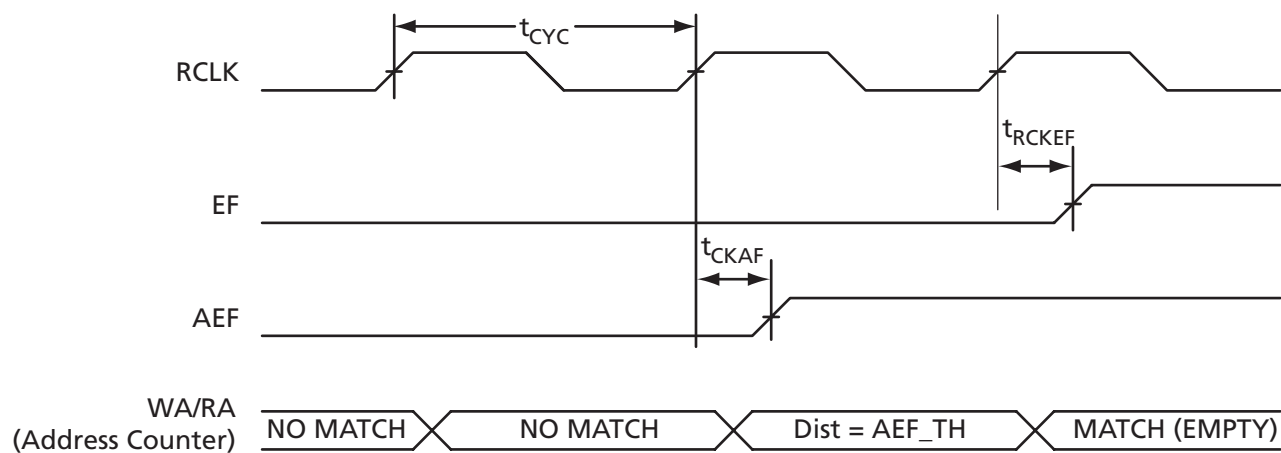 tCYC
RCLK
tRCKEF
EF
tCKAF
AEF
WA/RA
(Address Counter)
NO MATCH
NO MATCH
Dist = AEF_TH
MATCH (EMPTY)